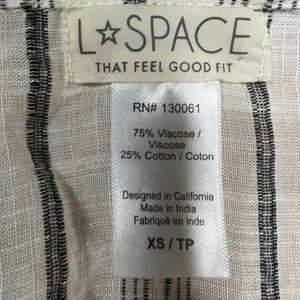 L☆SPACE
THAT FEEL GOOD FIT
RN# 130061
75% Viscose /
Viscose
25% Cotton / Coton
Designed in California
Made in India
Fabriqué en Inde
XS / TP